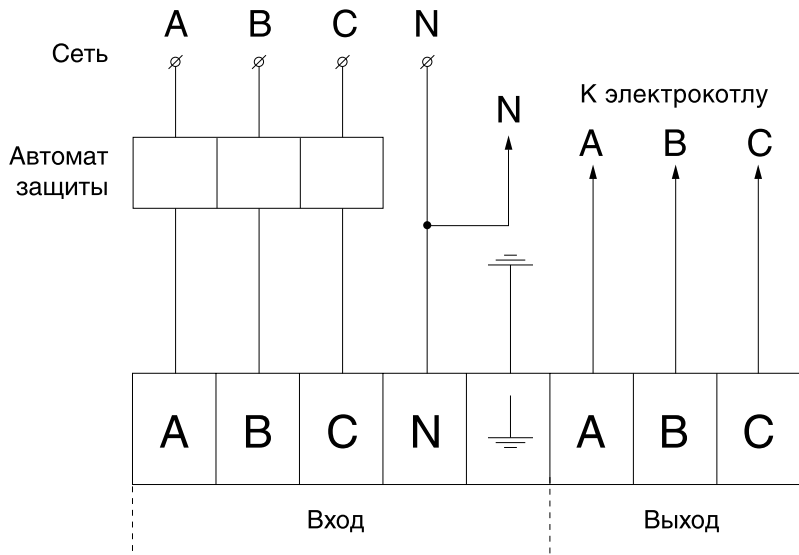 A B C N
Сеть
N
К электрокотлу
A B C
Автомат
защиты
A B C N A B C
Вход Выход